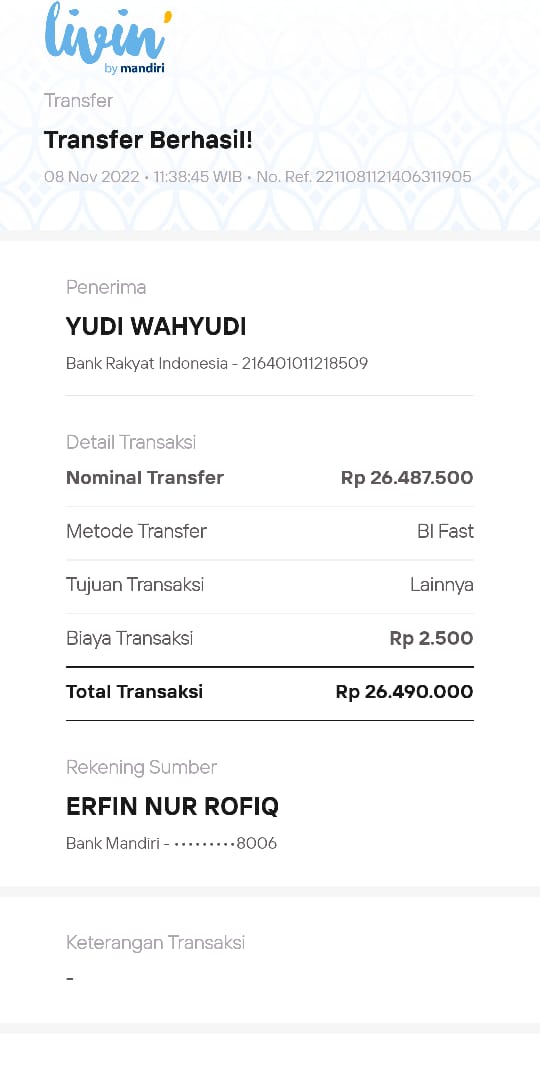 livin'
by mandiri
Transfer
Transfer Berhasil!
08 Nov 2022 • 11:38:45 WIB • No. Ref. 2211081121406311905
Penerima
YUDI WAHYUDI
Bank Rakyat Indonesia - 216401011218509
Detail Transaksi
Nominal Transfer Rp 26.487.500
Metode Transfer BI Fast
Tujuan Transaksi Lainnya
Biaya Transaksi Rp 2.500
Total Transaksi Rp 26.490.000
Rekening Sumber
ERFIN NUR ROFIQ
Bank Mandiri - •••••••••8006
Keterangan Transaksi
-